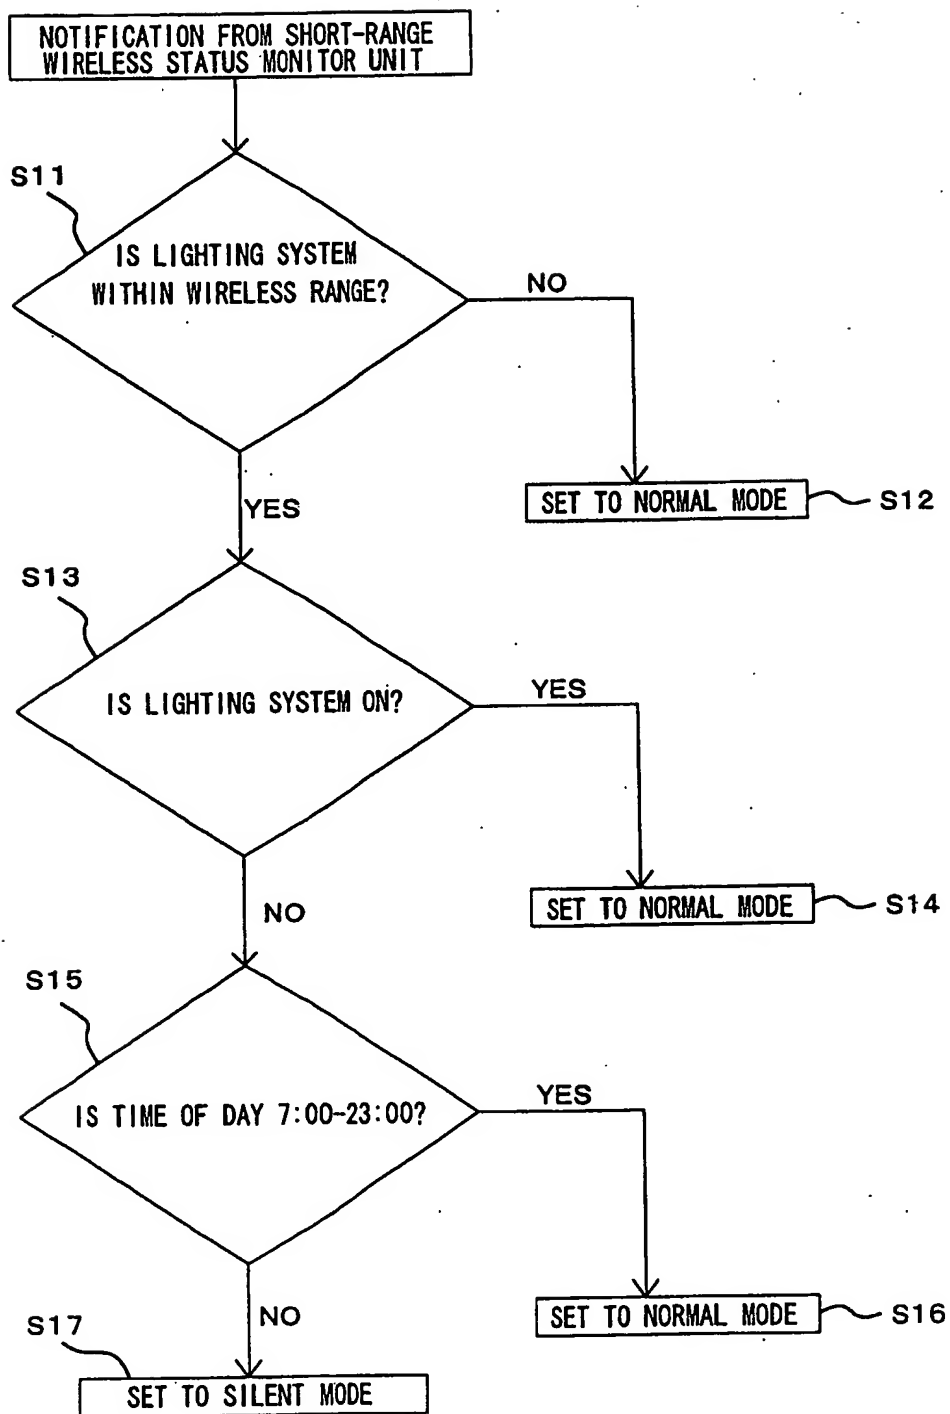 NOTIFICATION FROM SHORT-RANGE
WIRELESS STATUS MONITOR UNIT
S11
IS LIGHTING SYSTEM
WITHIN WIRELESS RANGE?
NO
SET TO NORMAL MODE
S12
YES
S13
IS LIGHTING SYSTEM ON?
YES
SET TO NORMAL MODE
S14
NO
S15
IS TIME OF DAY 7:00-23:00?
YES
SET TO NORMAL MODE
S16
NO
S17
SET TO SILENT MODE